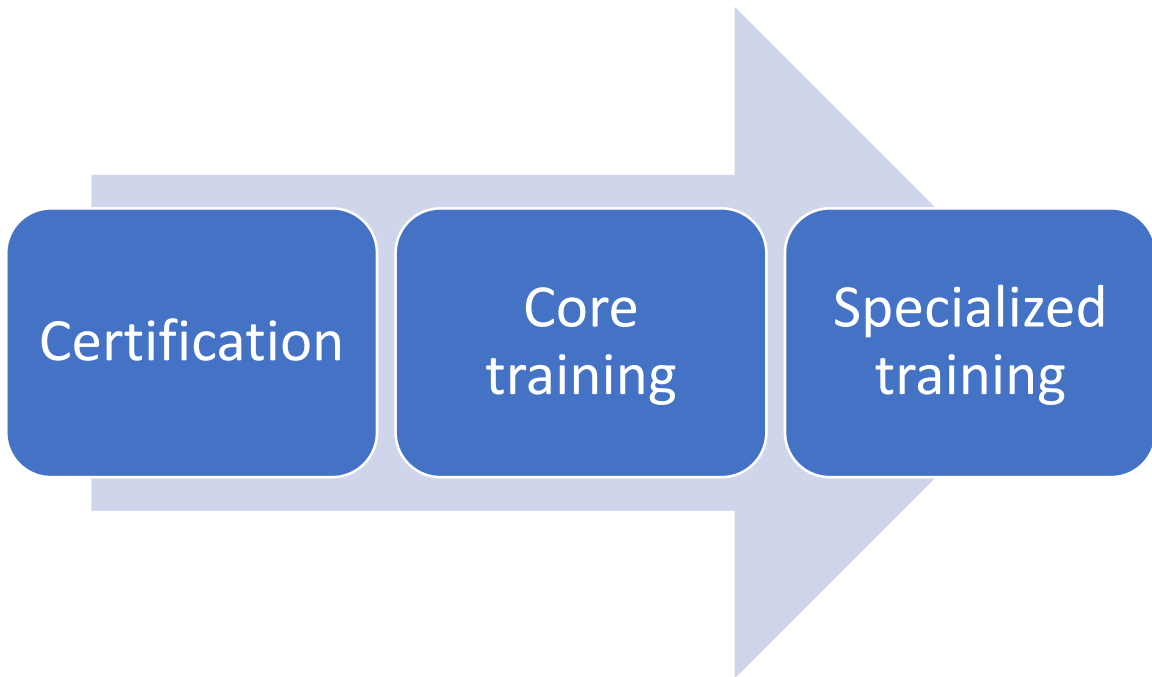 Certification
Core
training
Specialized
training